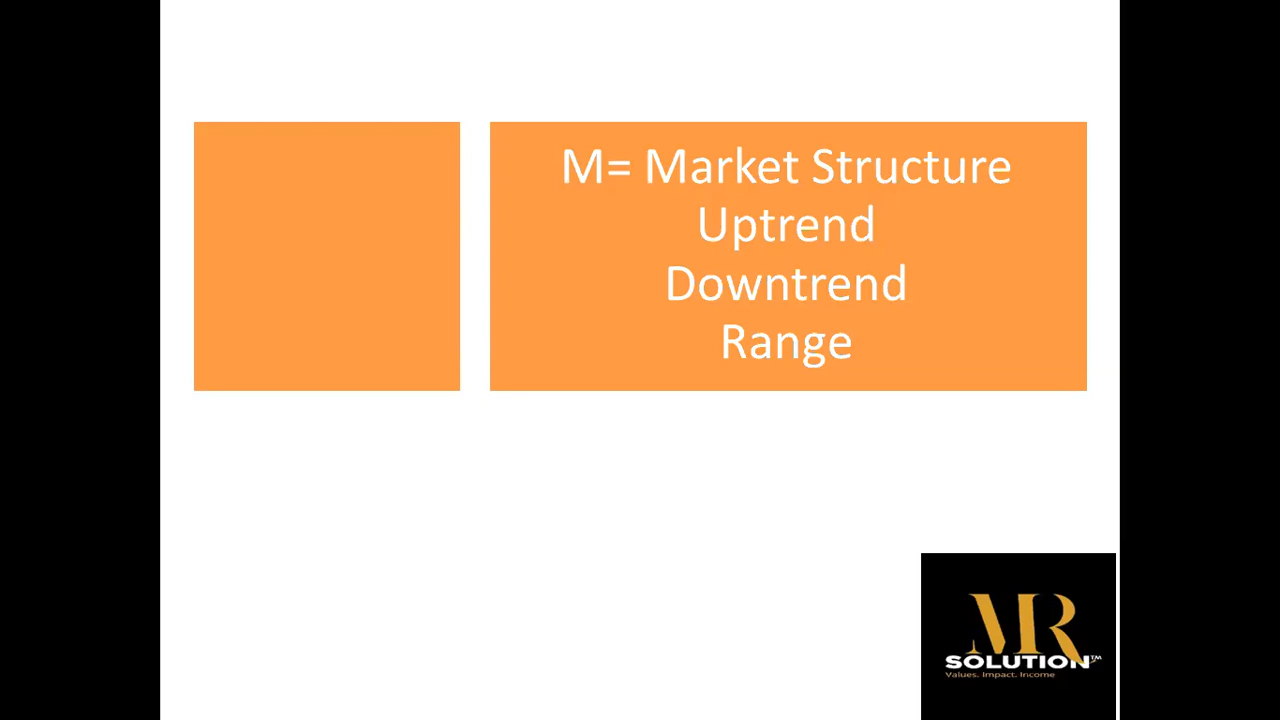 M= Market Structure
Uptrend
Downtrend
Range
MR
SOLUTION™
Values. Impact. Income